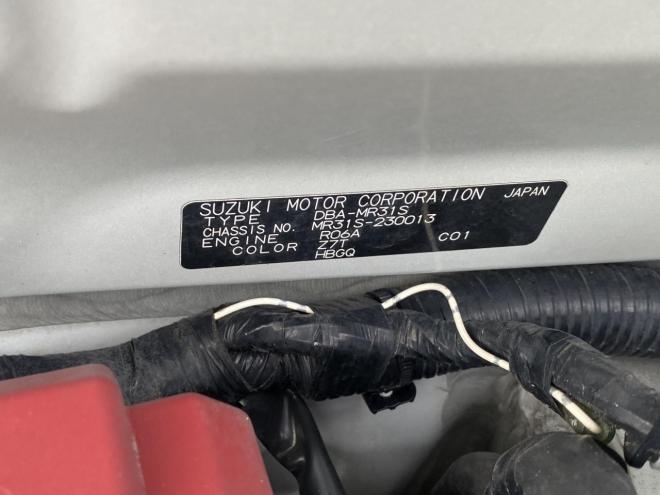 SUZUKI MOTOR CORPORATION JAPAN
TYPE DBA-MR31S
CHASSIS NO. MR31S-230013
ENGINE R06A C01
COLOR Z7T
HBGQ